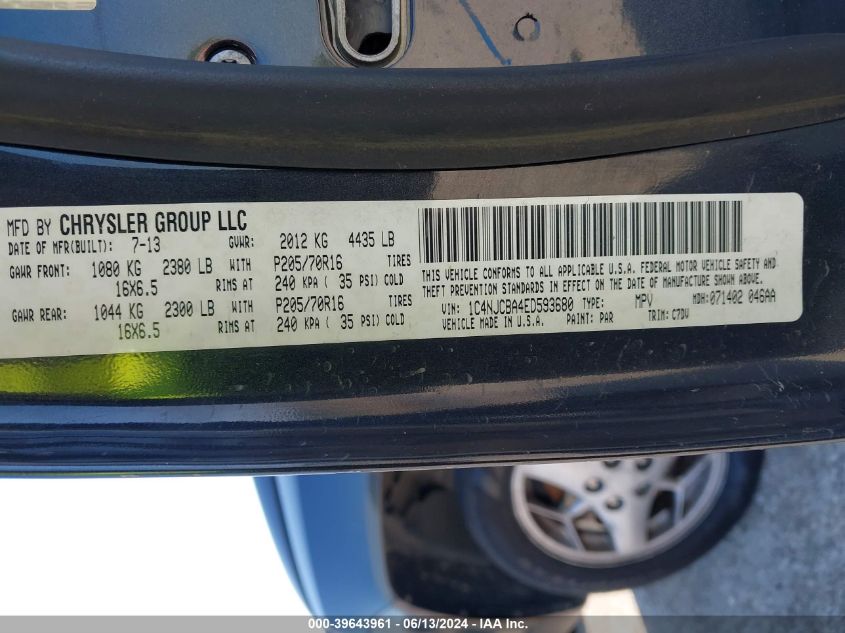 MFD BY CHRYSLER GROUP LLC
DATE OF MFR(BUILT): 7-13 GVWR: 2012 KG 4435 LB
GAWR FRONT: 1080 KG 2380 LB WITH P205/70R16 TIRES
16X6.5 RIMS AT 240 KPA ( 35 PSI) COLD
GAWR REAR: 1044 KG 2300 LB WITH P205/70R16 TIRES
16X6.5 RIMS AT 240 KPA ( 35 PSI) COLD
THIS VEHICLE CONFORMS TO ALL APPLICABLE U.S.A. FEDERAL MOTOR VEHICLE SAFETY AND
THEFT PREVENTION STANDARDS IN EFFECT ON THE DATE OF MANUFACTURE SHOWN ABOVE.
VIN: 1C4NJCBA4ED593680 TYPE: MPV MDH: 071402 046AA
VEHICLE MADE IN U.S.A. PAINT: PAR TRIM: C7DV
000-39643961 - 06/13/2024 - IAA Inc.